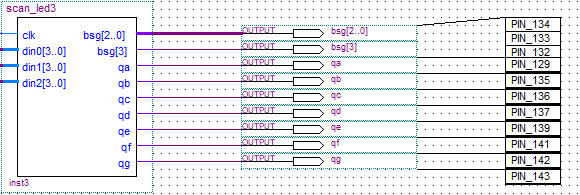 scan_led3
clk bsg[2..0] OUTPUT bsg[2..0] PIN_134
PIN_133
din0[3..0] bsg[3] OUTPUT bsg[3] PIN_132
din1[3..0] qa OUTPUT qa PIN_129
din2[3..0] qb OUTPUT qb PIN_135
qc OUTPUT qc PIN_136
qd OUTPUT qd PIN_137
qe OUTPUT qe PIN_139
qf OUTPUT qf PIN_141
qg OUTPUT qg PIN_142
inst3 PIN_143